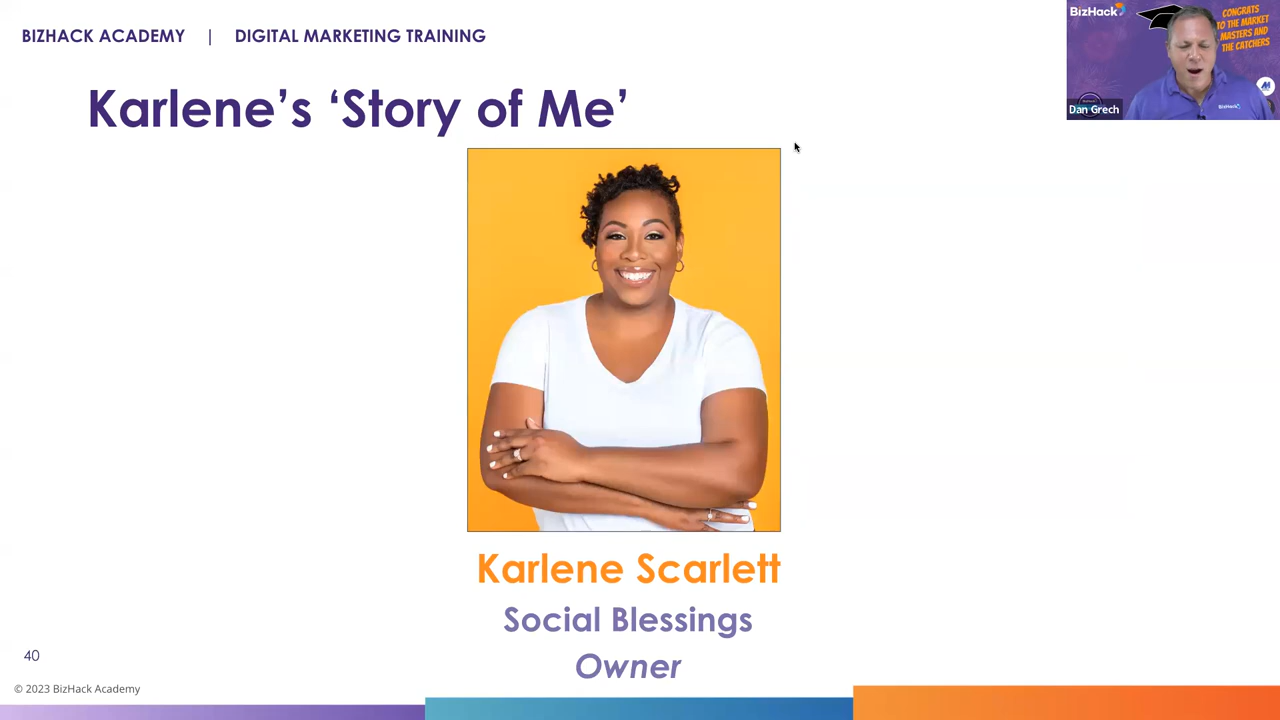 BIZHACK ACADEMY | DIGITAL MARKETING TRAINING
BizHack
CONGRATS
TO THE MARKET
MASTERS AND
THE CATCHERS
BizHack
Dan Grech
Karlene’s ‘Story of Me’
Karlene Scarlett
Social Blessings
Owner
40
© 2023 BizHack Academy